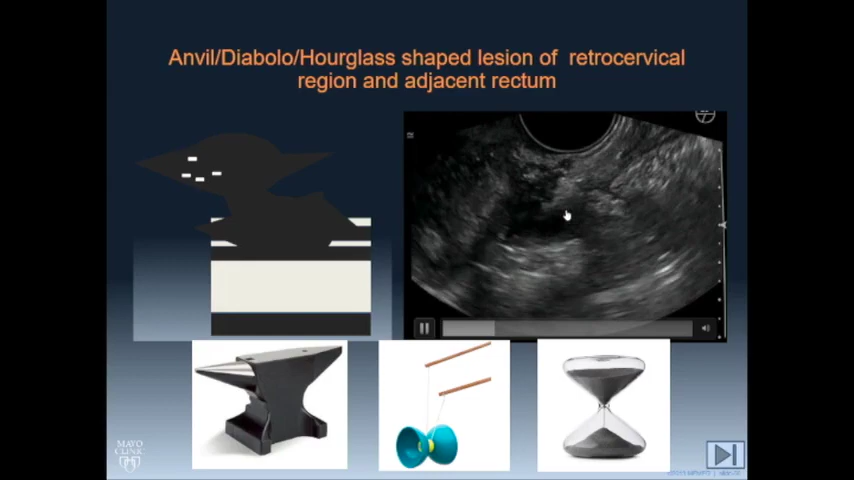 Anvil/Diabolo/Hourglass shaped lesion of retrocervical
region and adjacent rectum
MAYO
CLINIC